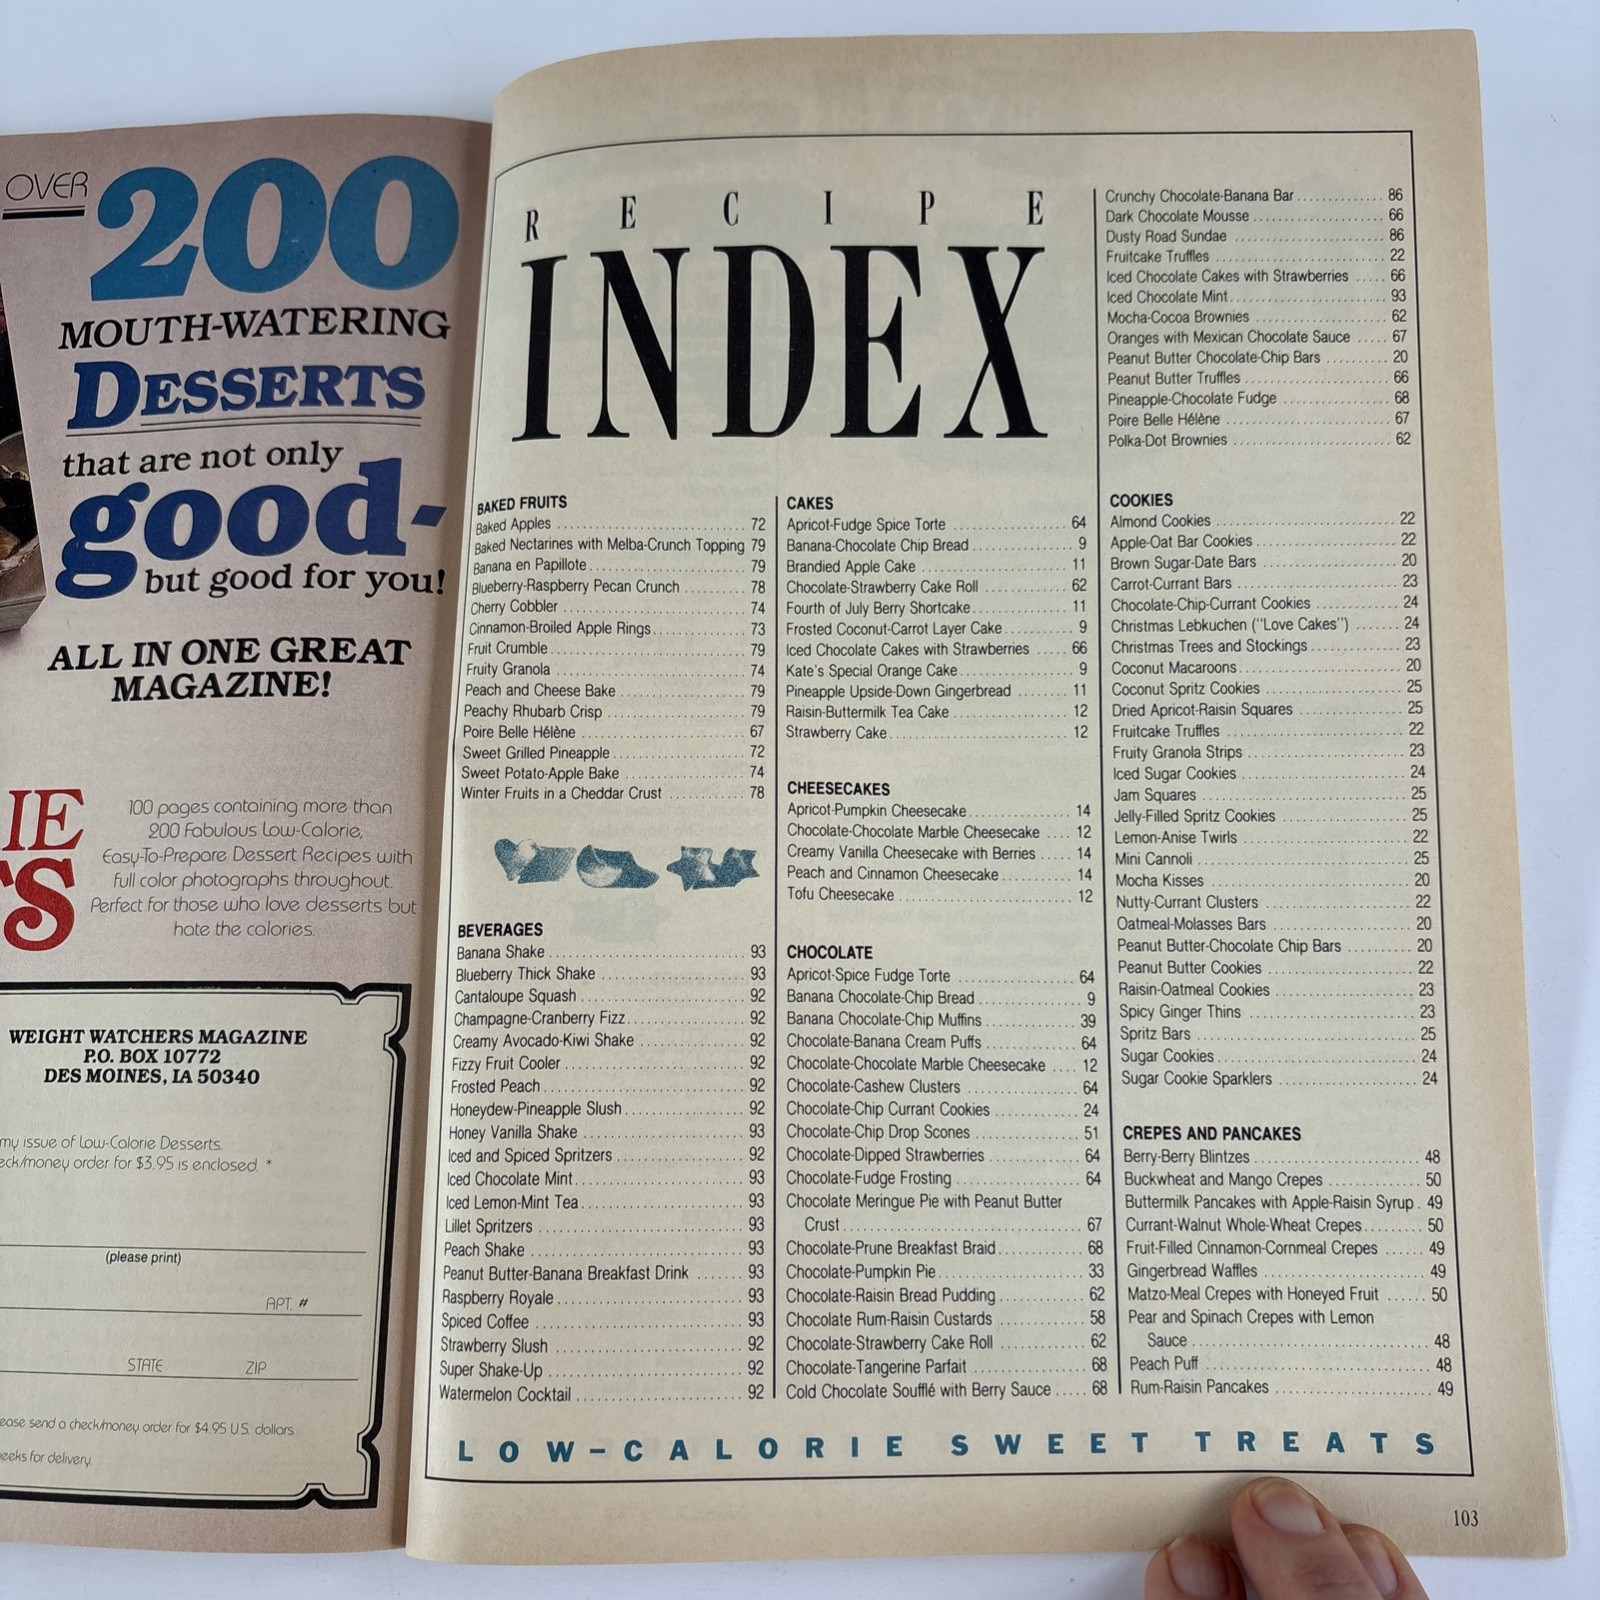 OVER
200
MOUTH-WATERING
DESSERTS
that are not only
good-
but good for you!
ALL IN ONE GREAT
MAGAZINE!
100 pages containing more than
200 Fabulous Low-Calorie,
Easy-To-Prepare Dessert Recipes with
full color photographs throughout.
Perfect for those who love desserts but
hate the calories.
WEIGHT WATCHERS MAGAZINE
P.O. BOX 10772
DES MOINES, IA 50340
my issue of Low-Calorie Desserts.
check/money order for $3.95 is enclosed. *
(please print)
APT. #
STATE ZIP
please send a check/money order for $4.95 U.S. dollars.
weeks for delivery.
RECIPE
INDEX
BAKED FRUITS
Baked Apples 72
Baked Nectarines with Melba-Crunch Topping 79
Banana en Papillote 79
Blueberry-Raspberry Pecan Crunch 78
Cherry Cobbler 74
Cinnamon-Broiled Apple Rings 73
Fruit Crumble 79
Fruity Granola 74
Peach and Cheese Bake 79
Peachy Rhubarb Crisp 79
Poire Belle Hélène 67
Sweet Grilled Pineapple 72
Sweet Potato-Apple Bake 74
Winter Fruits in a Cheddar Crust 78
BEVERAGES
Banana Shake 93
Blueberry Thick Shake 93
Cantaloupe Squash 92
Champagne-Cranberry Fizz 92
Creamy Avocado-Kiwi Shake 92
Fizzy Fruit Cooler 92
Frosted Peach 92
Honeydew-Pineapple Slush 92
Honey Vanilla Shake 93
Iced and Spiced Spritzers 92
Iced Chocolate Mint 93
Iced Lemon-Mint Tea 93
Lillet Spritzers 93
Peach Shake 93
Peanut Butter-Banana Breakfast Drink 93
Raspberry Royale 93
Spiced Coffee 93
Strawberry Slush 92
Super Shake-Up 92
Watermelon Cocktail 92
CAKES
Apricot-Fudge Spice Torte 64
Banana-Chocolate Chip Bread 9
Brandied Apple Cake 11
Chocolate-Strawberry Cake Roll 62
Fourth of July Berry Shortcake 11
Frosted Coconut-Carrot Layer Cake 9
Iced Chocolate Cakes with Strawberries 66
Kate's Special Orange Cake 9
Pineapple Upside-Down Gingerbread 11
Raisin-Buttermilk Tea Cake 12
Strawberry Cake 12
CHEESECAKES
Apricot-Pumpkin Cheesecake 14
Chocolate-Chocolate Marble Cheesecake 12
Creamy Vanilla Cheesecake with Berries 14
Peach and Cinnamon Cheesecake 14
Tofu Cheesecake 12
CHOCOLATE
Apricot-Spice Fudge Torte 64
Banana Chocolate-Chip Bread 9
Banana Chocolate-Chip Muffins 39
Chocolate-Banana Cream Puffs 64
Chocolate-Chocolate Marble Cheesecake 12
Chocolate-Cashew Clusters 64
Chocolate-Chip Currant Cookies 24
Chocolate-Chip Drop Scones 51
Chocolate-Dipped Strawberries 64
Chocolate-Fudge Frosting 64
Chocolate Meringue Pie with Peanut Butter
Crust 67
Chocolate-Prune Breakfast Braid 68
Chocolate-Pumpkin Pie 33
Chocolate-Raisin Bread Pudding 62
Chocolate Rum-Raisin Custards 58
Chocolate-Strawberry Cake Roll 62
Chocolate-Tangerine Parfait 68
Cold Chocolate Soufflé with Berry Sauce 68
Crunchy Chocolate-Banana Bar 86
Dark Chocolate Mousse 66
Dusty Road Sundae 86
Fruitcake Truffles 22
Iced Chocolate Cakes with Strawberries 66
Iced Chocolate Mint 93
Mocha-Cocoa Brownies 62
Oranges with Mexican Chocolate Sauce 67
Peanut Butter Chocolate-Chip Bars 20
Peanut Butter Truffles 66
Pineapple-Chocolate Fudge 68
Poire Belle Hélène 67
Polka-Dot Brownies 62
COOKIES
Almond Cookies 22
Apple-Oat Bar Cookies 22
Brown Sugar-Date Bars 20
Carrot-Currant Bars 23
Chocolate-Chip-Currant Cookies 24
Christmas Lebkuchen ("Love Cakes") 24
Christmas Trees and Stockings 23
Coconut Macaroons 20
Coconut Spritz Cookies 25
Dried Apricot-Raisin Squares 25
Fruitcake Truffles 22
Fruity Granola Strips 23
Iced Sugar Cookies 24
Jam Squares 25
Jelly-Filled Spritz Cookies 25
Lemon-Anise Twirls 22
Mini Cannoli 25
Mocha Kisses 20
Nutty-Currant Clusters 22
Oatmeal-Molasses Bars 20
Peanut Butter-Chocolate Chip Bars 20
Peanut Butter Cookies 22
Raisin-Oatmeal Cookies 23
Spicy Ginger Thins 23
Spritz Bars 25
Sugar Cookies 24
Sugar Cookie Sparklers 24
CREPES AND PANCAKES
Berry-Berry Blintzes 48
Buckwheat and Mango Crepes 50
Buttermilk Pancakes with Apple-Raisin Syrup 49
Currant-Walnut Whole-Wheat Crepes 50
Fruit-Filled Cinnamon-Cornmeal Crepes 49
Gingerbread Waffles 49
Matzo-Meal Crepes with Honeyed Fruit 50
Pear and Spinach Crepes with Lemon
Sauce 48
Peach Puff 48
Rum-Raisin Pancakes 49
LOW-CALORIE SWEET TREATS
103